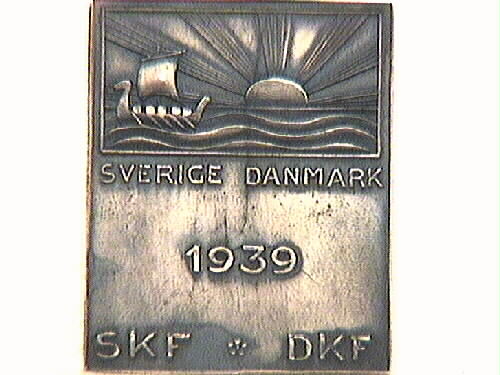 SVERIGE DANMARK
1939
SKF * DKF